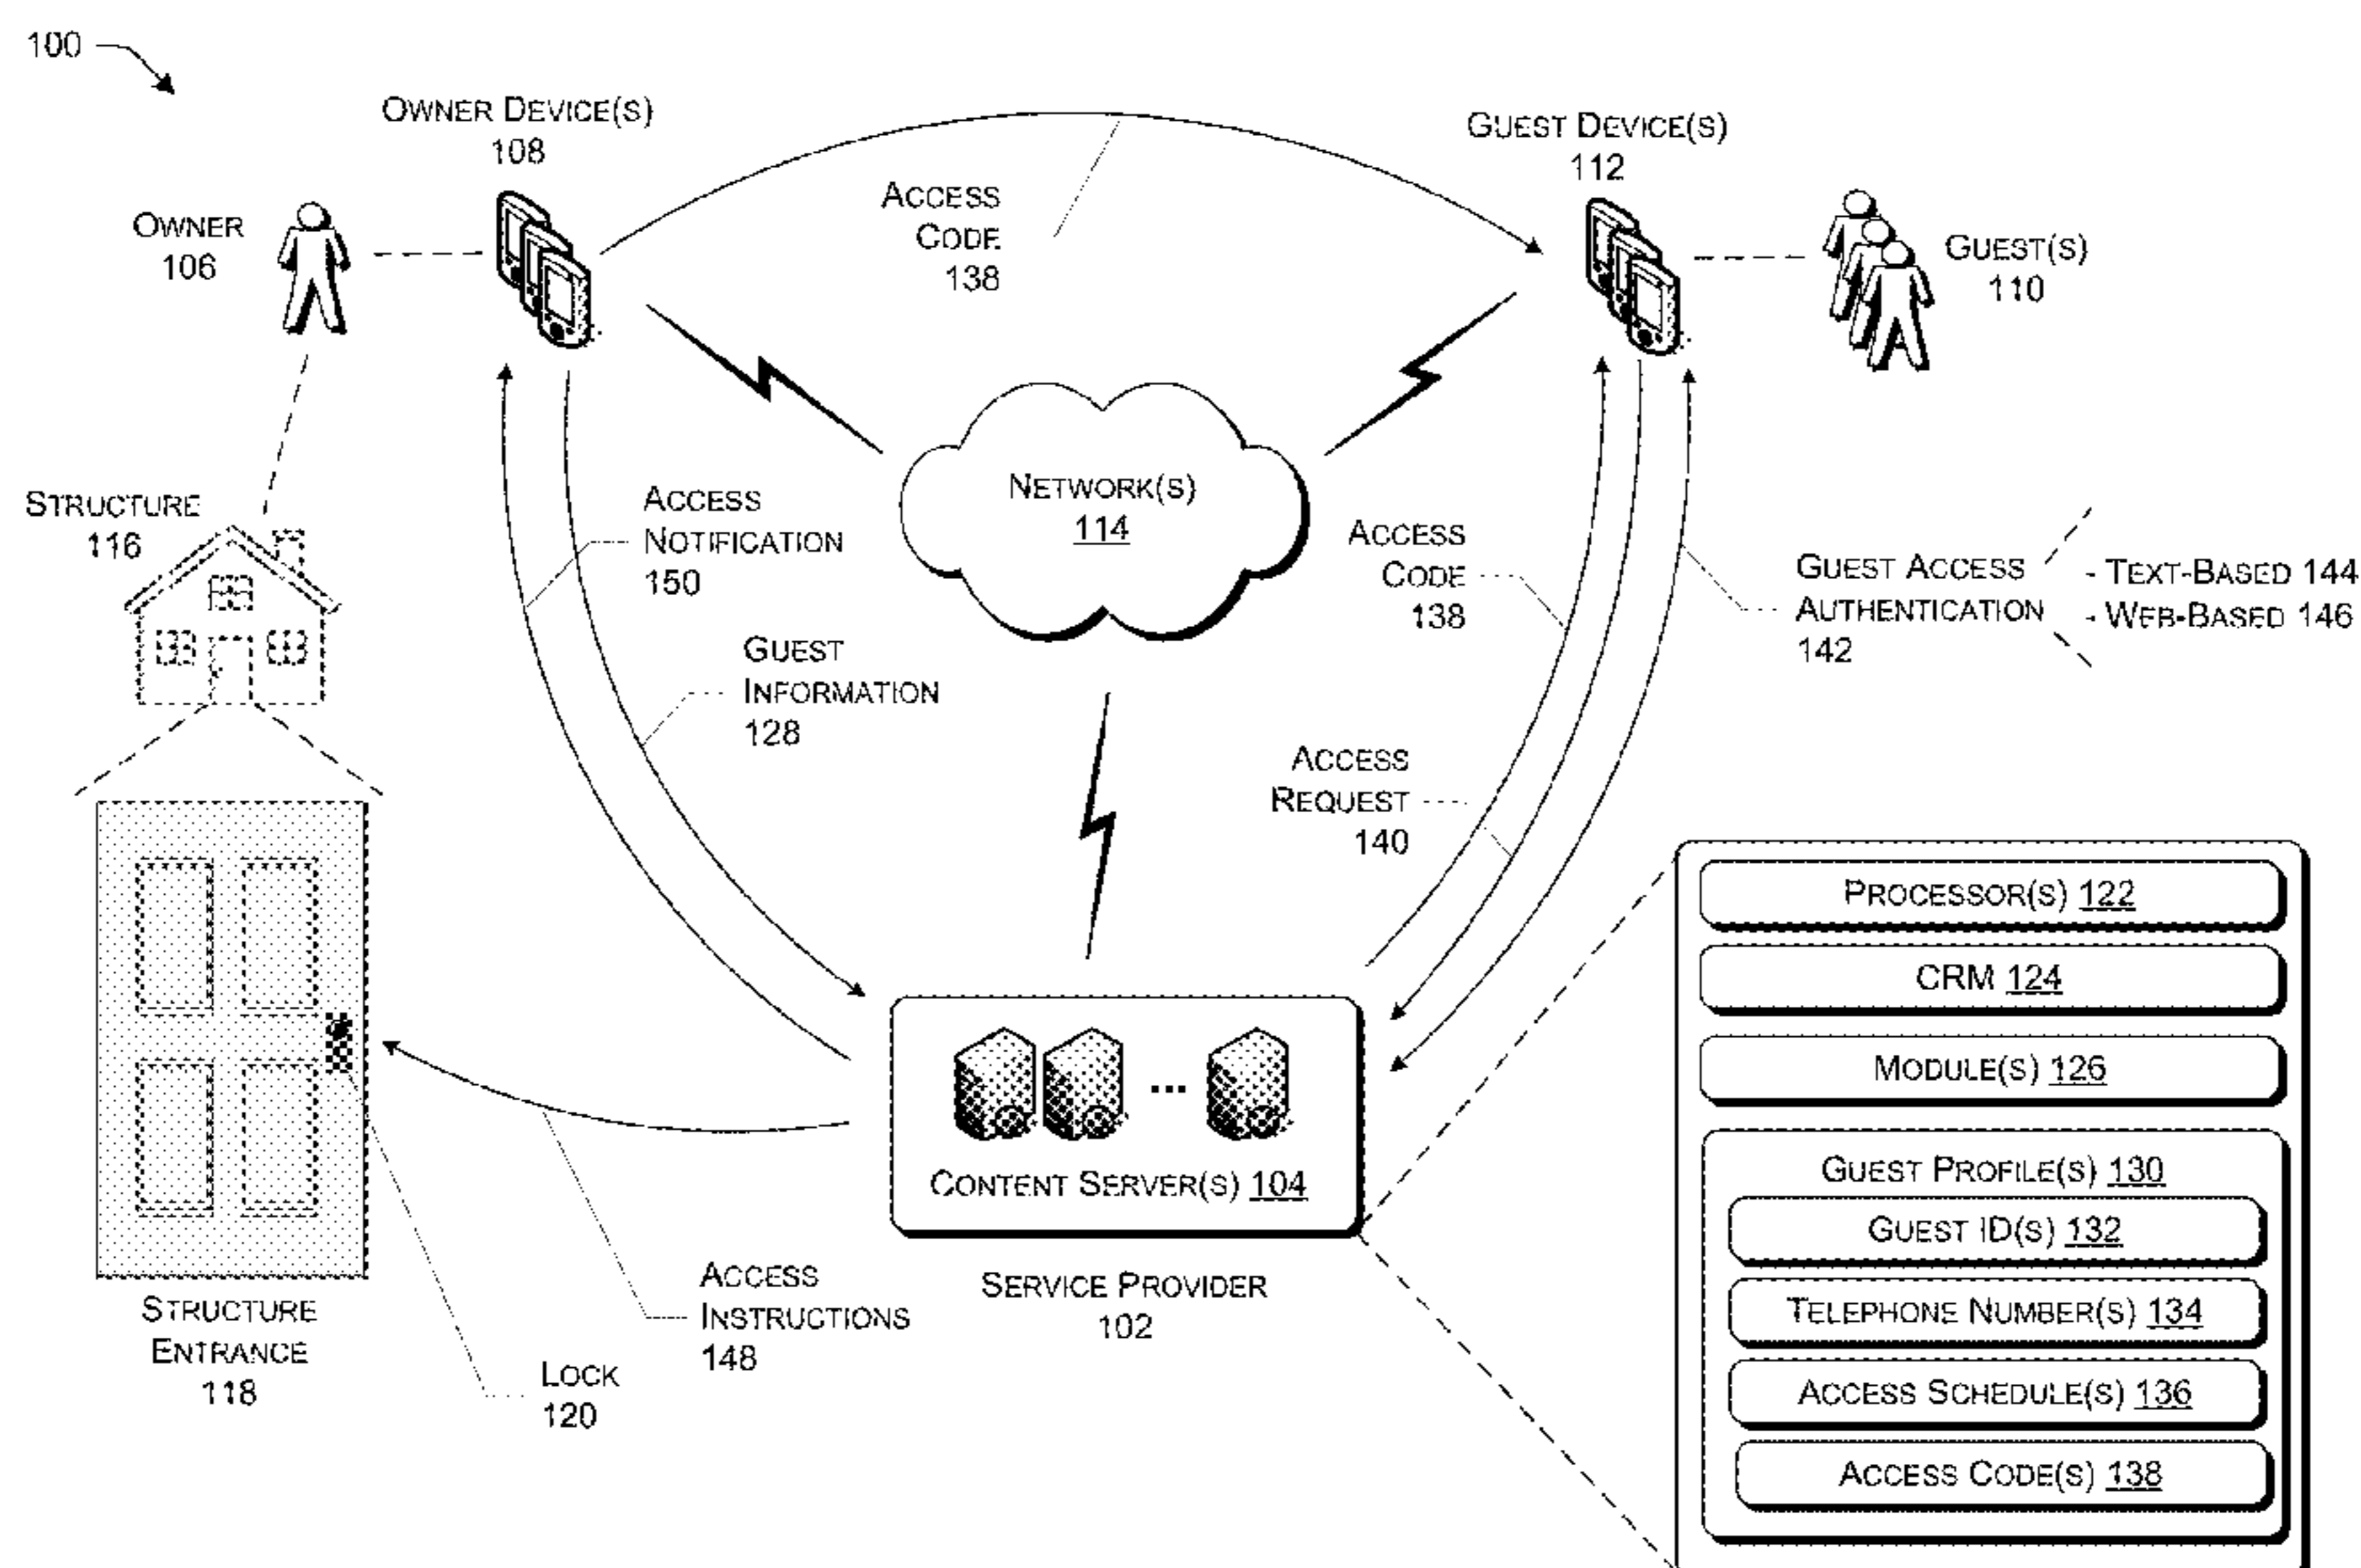 100
OWNER DEVICE(S)
108
GUEST DEVICE(S)
112
OWNER
106
ACCESS
CODE
138
GUEST(S)
110
STRUCTURE
116
ACCESS
NOTIFICATION
150
NETWORK(S)
114
ACCESS
CODE
138
GUEST ACCESS
AUTHENTICATION
142
- TEXT-BASED 144
- WEB-BASED 146
GUEST
INFORMATION
128
ACCESS
REQUEST
140
PROCESSOR(S) 122
CRM 124
MODULE(S) 126
GUEST PROFILE(S) 130
GUEST ID(S) 132
TELEPHONE NUMBER(S) 134
ACCESS SCHEDULE(S) 136
ACCESS CODE(S) 138
...
CONTENT SERVER(S) 104
SERVICE PROVIDER
102
ACCESS
INSTRUCTIONS
148
STRUCTURE
ENTRANCE
118
LOCK
120